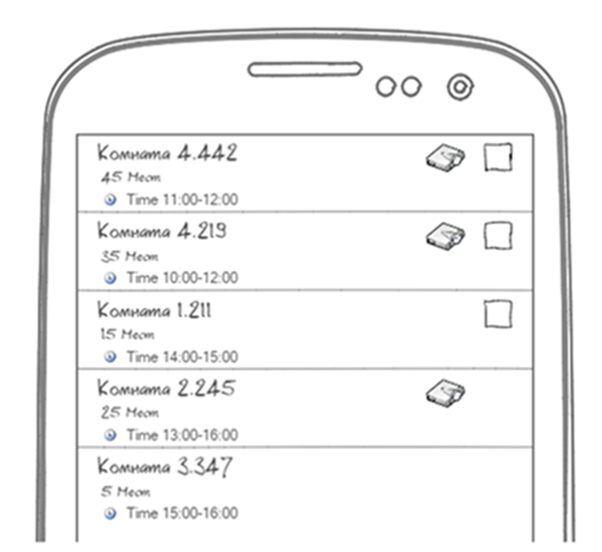 Комната 4.442
45 Мест
Time 11:00-12:00
Комната 4.219
35 Мест
Time 10:00-12:00
Комната 1.211
15 Мест
Time 14:00-15:00
Комната 2.245
25 Мест
Time 13:00-16:00
Комната 3.347
5 Мест
Time 15:00-16:00